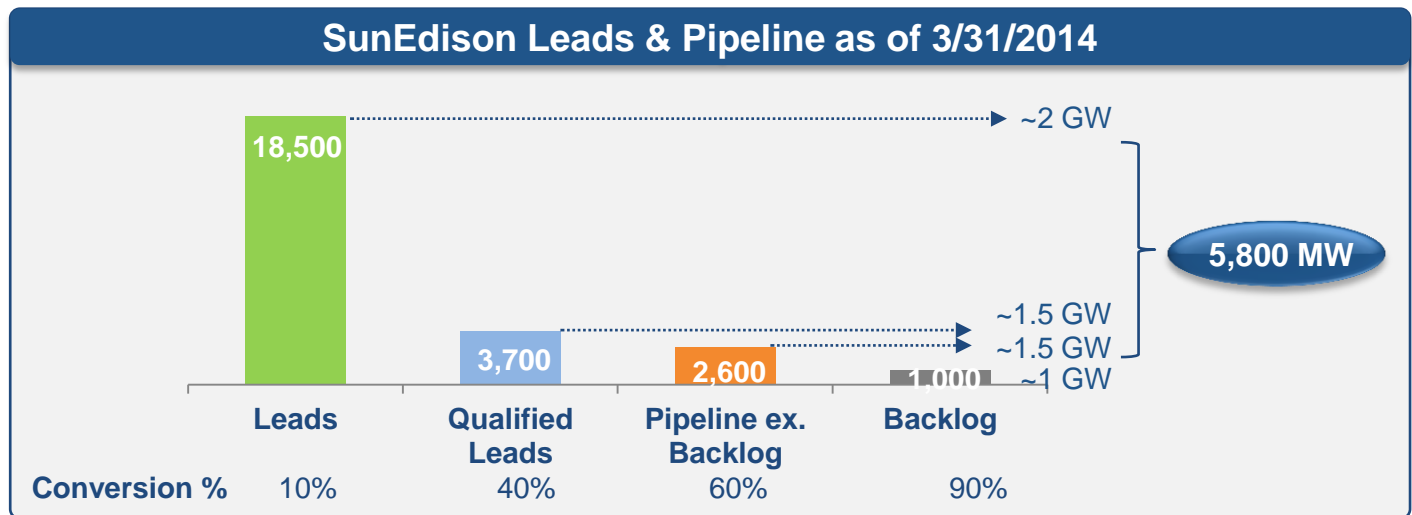 SunEdison Leads & Pipeline as of 3/31/2014
18,500
~2 GW
5,800 MW
~1.5 GW
3,700
~1.5 GW
2,600
1,000
~1 GW
Leads
Qualified
Leads
Pipeline ex.
Backlog
Backlog
Conversion % 10% 40% 60% 90%